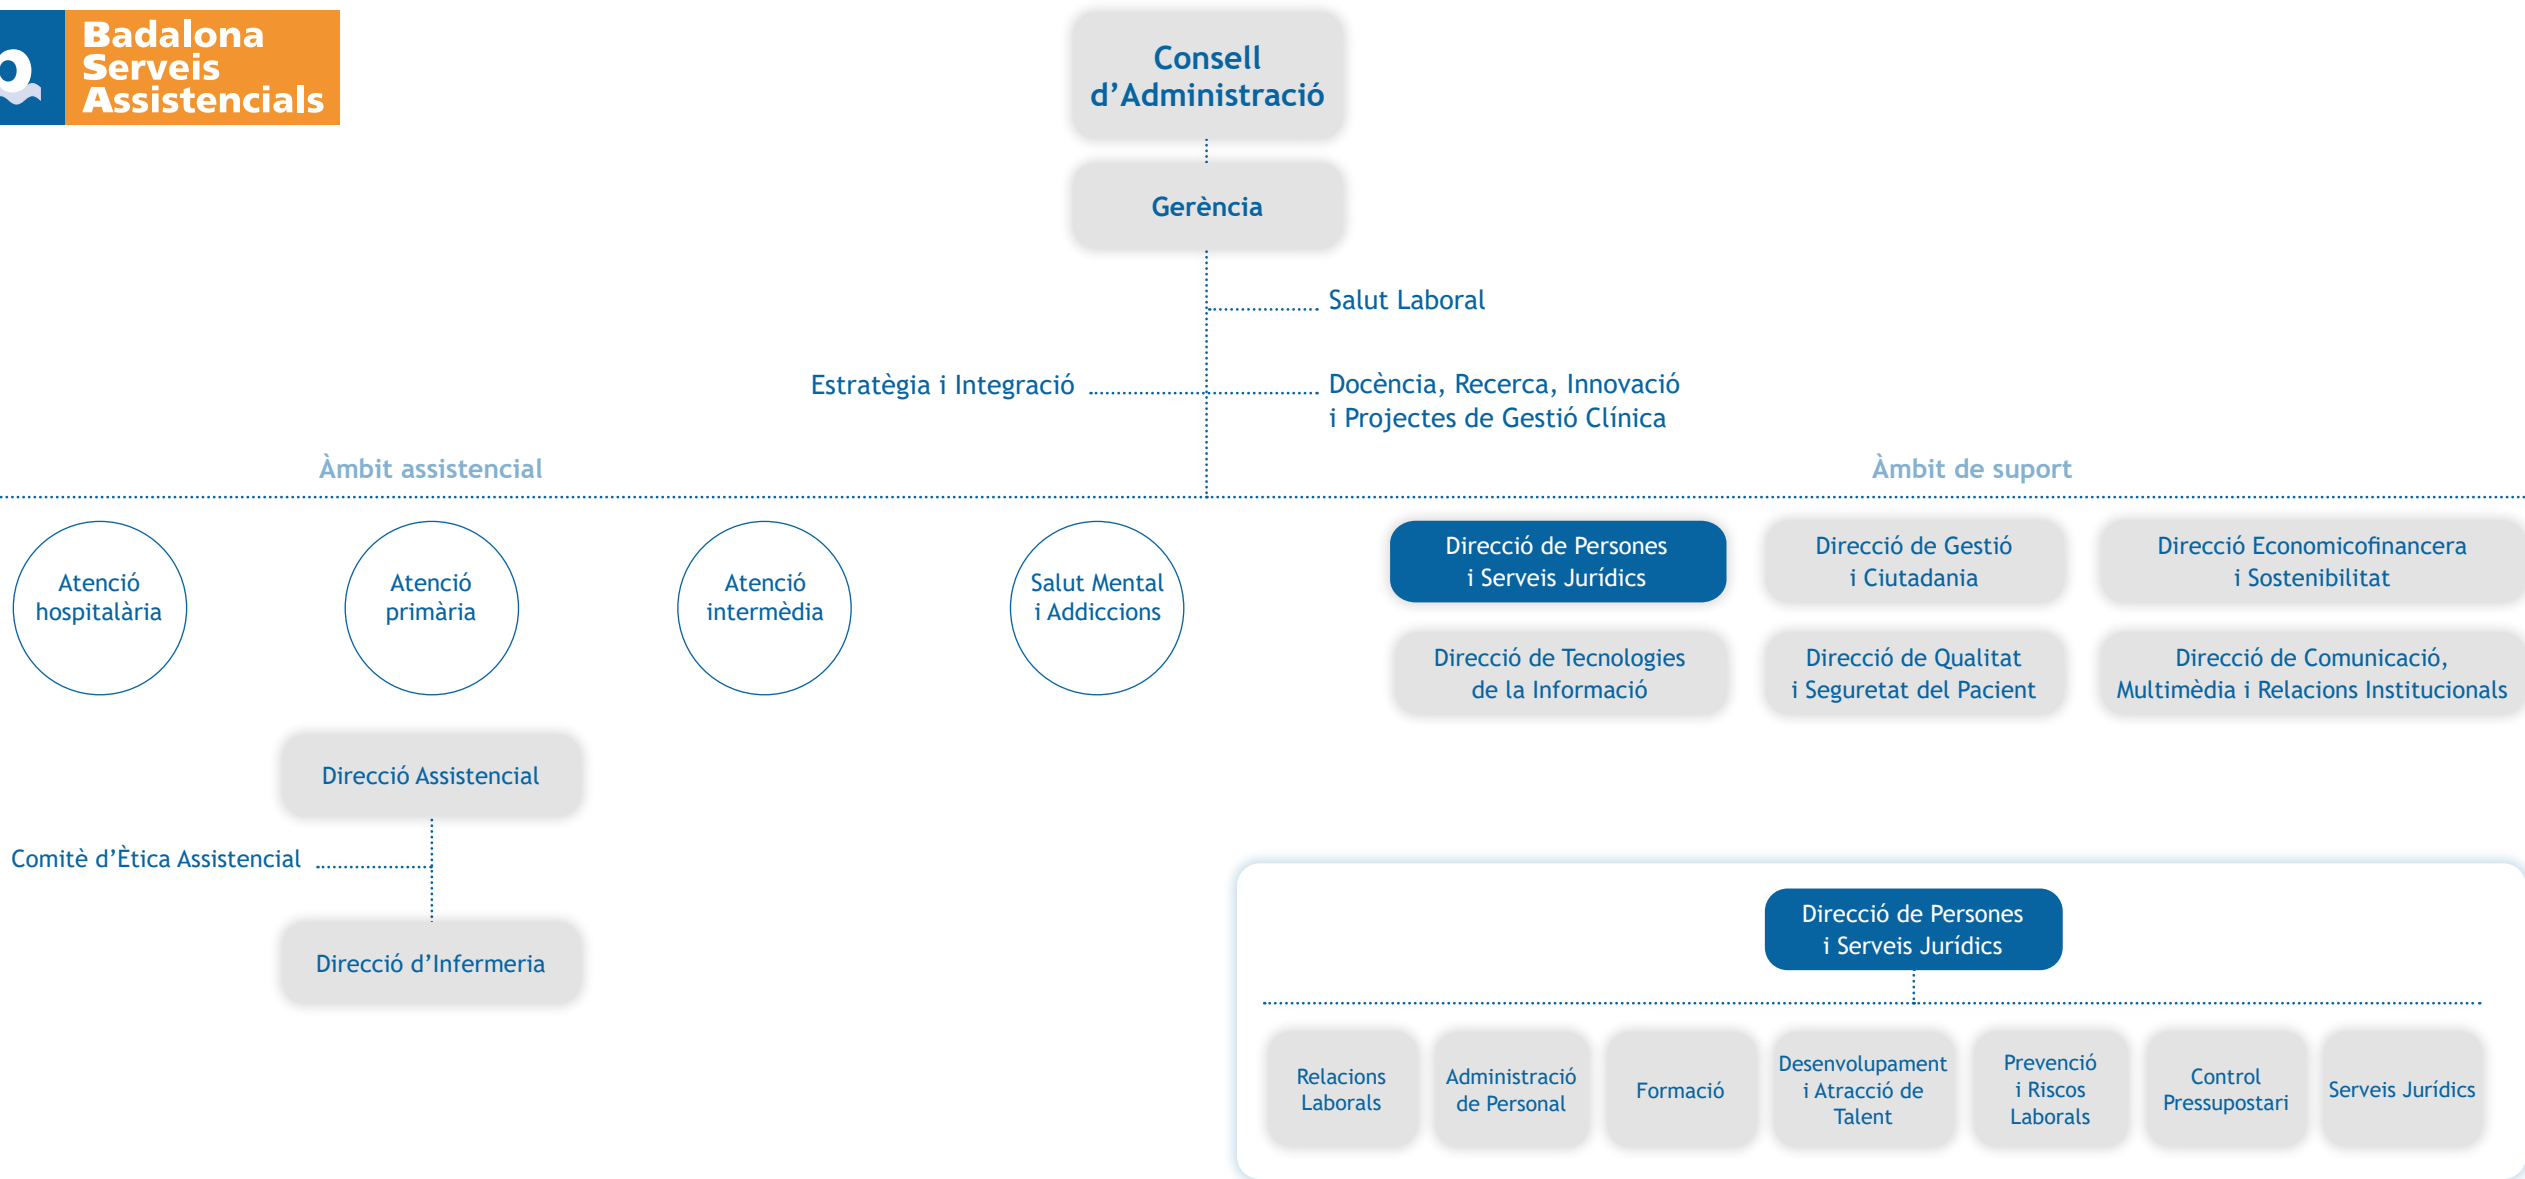 Badalona
Serveis
Assistencials
Consell
d’Administració
Gerència
Salut Laboral
Estratègia i Integració
Docència, Recerca, Innovació
i Projectes de Gestió Clínica
Àmbit assistencial
Àmbit de suport
Atenció
hospitalària
Atenció
primària
Atenció
intermèdia
Salut Mental
i Addiccions
Direcció de Persones
i Serveis Jurídics
Direcció de Gestió
i Ciutadania
Direcció Economicofinancera
i Sostenibilitat
Direcció de Tecnologies
de la Informació
Direcció de Qualitat
i Seguretat del Pacient
Direcció de Comunicació,
Multimèdia i Relacions Institucionals
Direcció Assistencial
Comitè d’Ètica Assistencial
Direcció d’Infermeria
Direcció de Persones
i Serveis Jurídics
Relacions
Laborals
Administració
de Personal
Formació
Desenvolupament
i Atracció de
Talent
Prevenció
i Riscos
Laborals
Control
Pressupostari
Serveis Jurídics